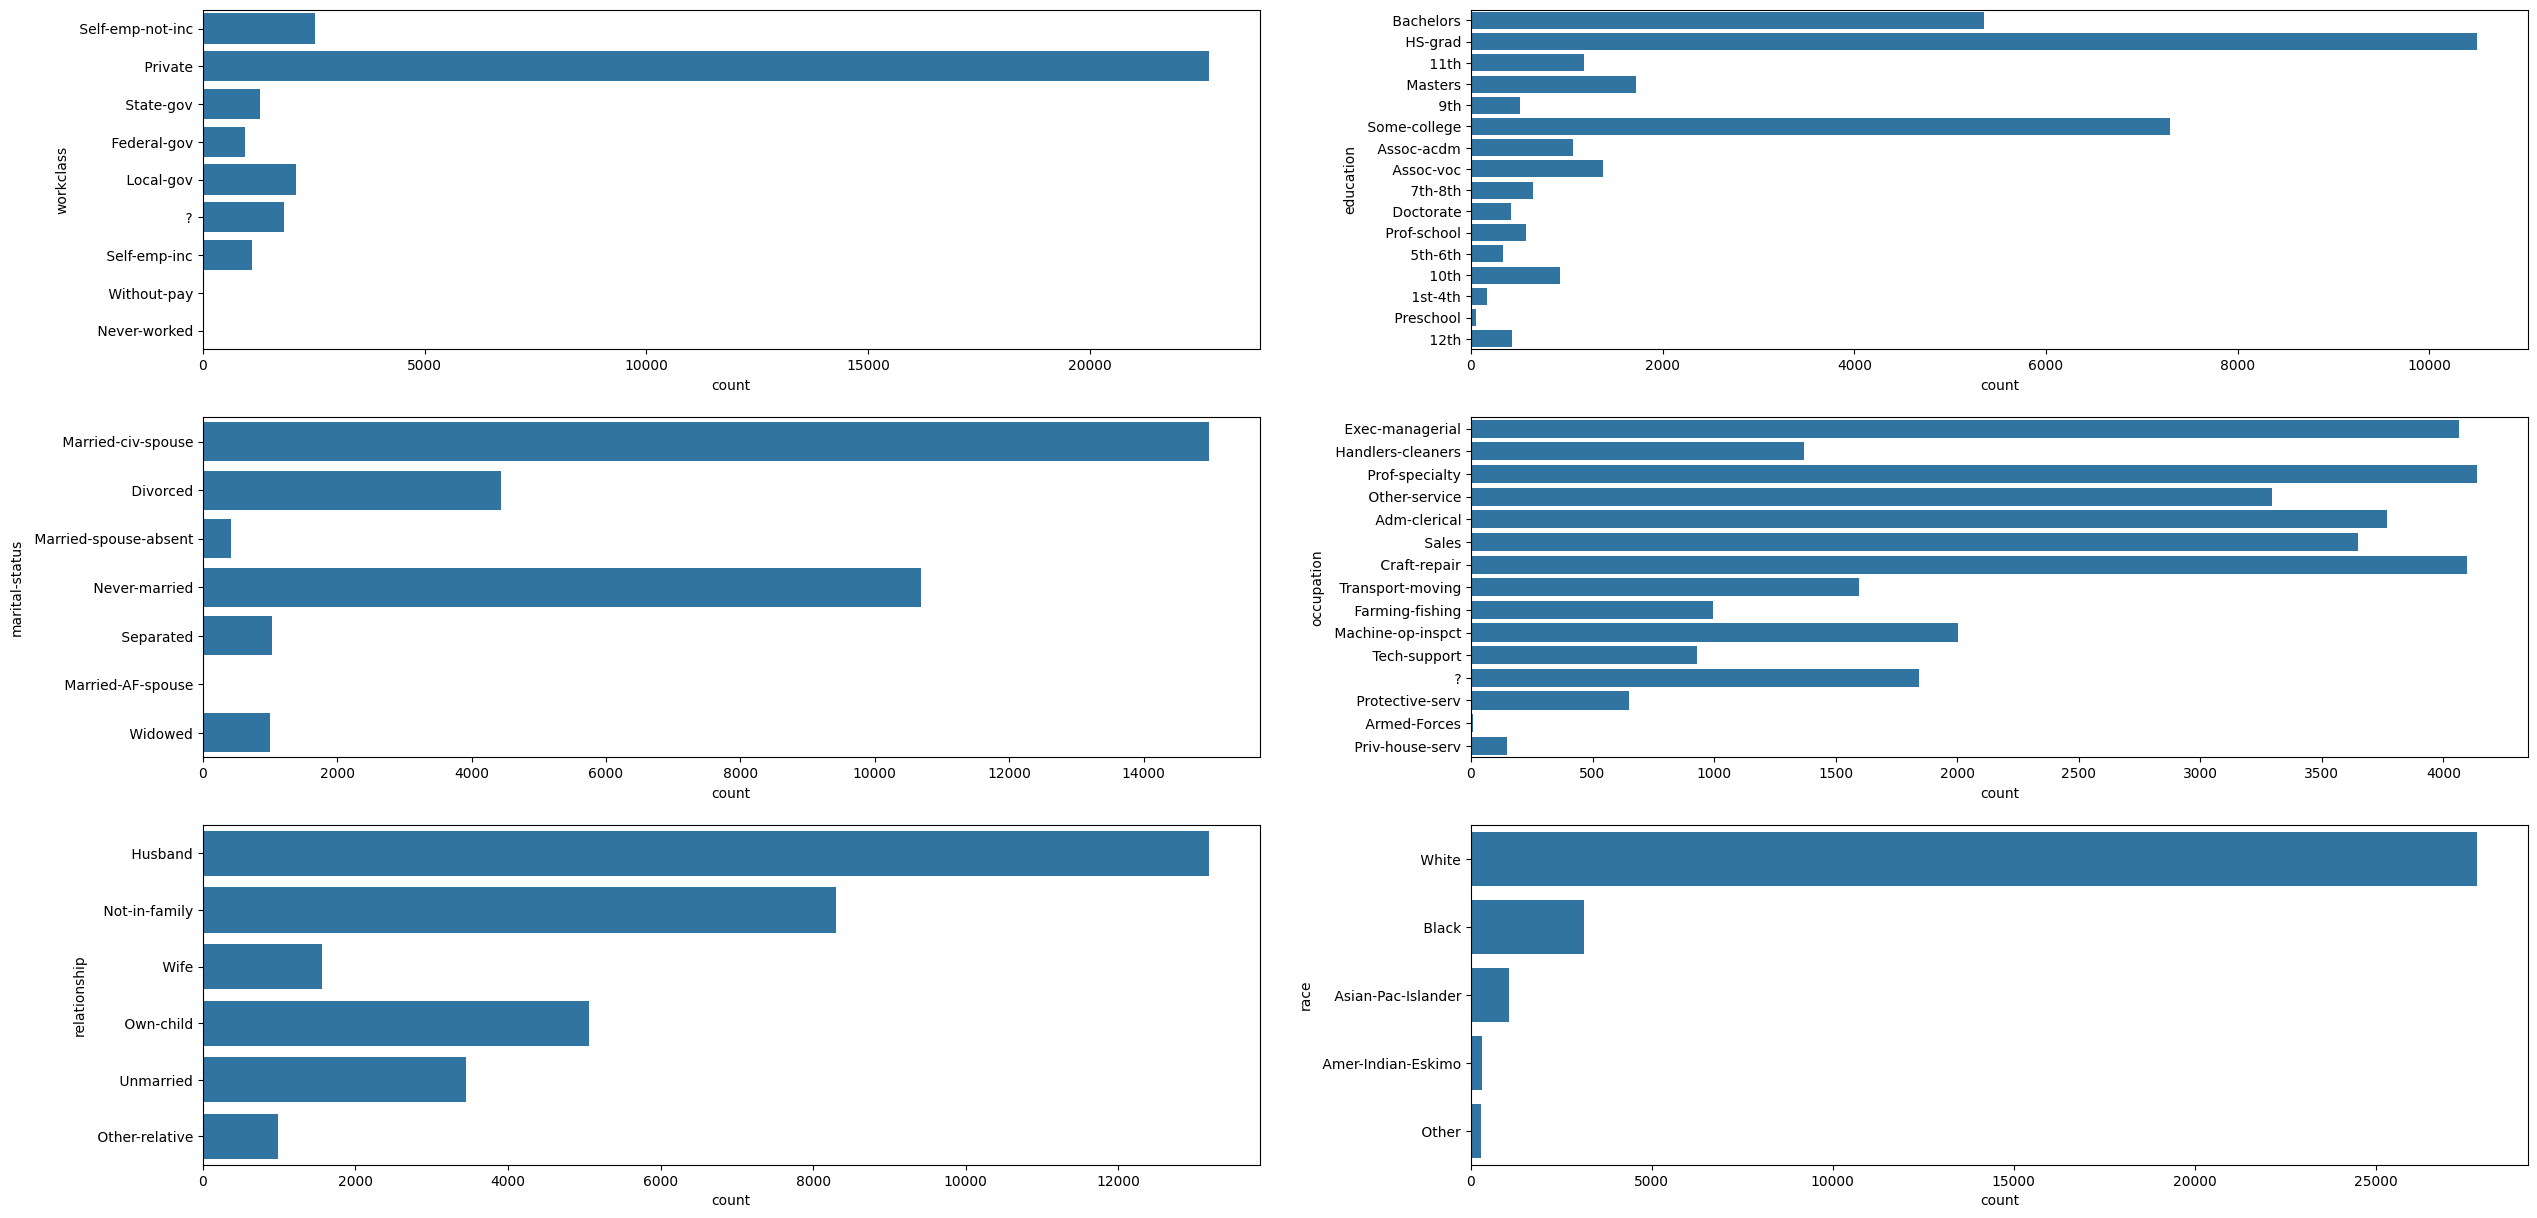 Self-emp-not-inc
Private
State-gov
Federal-gov
Local-gov
?
Self-emp-inc
Without-pay
Never-worked
workclass
0 5000 10000 15000 20000
count
Bachelors
HS-grad
11th
Masters
9th
Some-college
Assoc-acdm
Assoc-voc
7th-8th
Doctorate
Prof-school
5th-6th
10th
1st-4th
Preschool
12th
education
0 2000 4000 6000 8000 10000
count
Married-civ-spouse
Divorced
Married-spouse-absent
Never-married
Separated
Married-AF-spouse
Widowed
marital-status
0 2000 4000 6000 8000 10000 12000 14000
count
Exec-managerial
Handlers-cleaners
Prof-specialty
Other-service
Adm-clerical
Sales
Craft-repair
Transport-moving
Farming-fishing
Machine-op-inspct
Tech-support
?
Protective-serv
Armed-Forces
Priv-house-serv
occupation
0 500 1000 1500 2000 2500 3000 3500 4000
count
Husband
Not-in-family
Wife
Own-child
Unmarried
Other-relative
relationship
0 2000 4000 6000 8000 10000 12000
count
White
Black
Asian-Pac-Islander
Amer-Indian-Eskimo
Other
race
0 5000 10000 15000 20000 25000
count